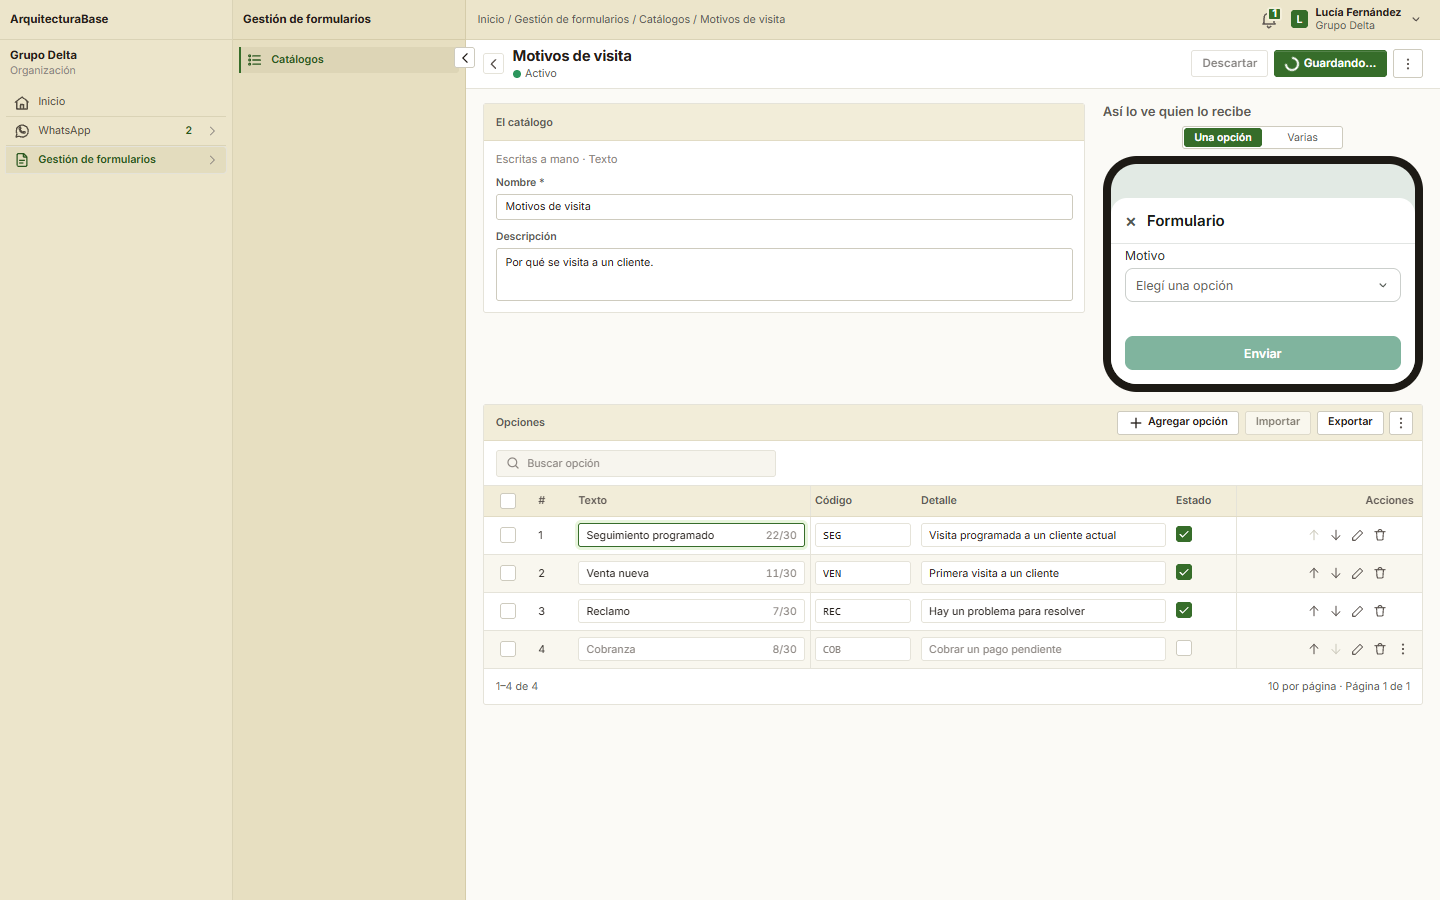 ArquitecturaBase
Grupo Delta
Organización
Inicio
WhatsApp 2
Gestión de formularios
Gestión de formularios
Catálogos
Inicio / Gestión de formularios / Catálogos / Motivos de visita
1
L
Lucía Fernández
Grupo Delta
Motivos de visita
Activo
Descartar
Guardando...
El catálogo
Escritas a mano · Texto
Nombre *
Motivos de visita
Descripción
Por qué se visita a un cliente.
Así lo ve quien lo recibe
Una opción Varias
Formulario
Motivo
Elegí una opción
Enviar
Opciones
Agregar opción Importar Exportar
Buscar opción
# Texto Código Detalle Estado Acciones
1 Seguimiento programado 22/30 SEG Visita programada a un cliente actual
2 Venta nueva 11/30 VEN Primera visita a un cliente
3 Reclamo 7/30 REC Hay un problema para resolver
4 Cobranza 8/30 COB Cobrar un pago pendiente
1–4 de 4
10 por página · Página 1 de 1